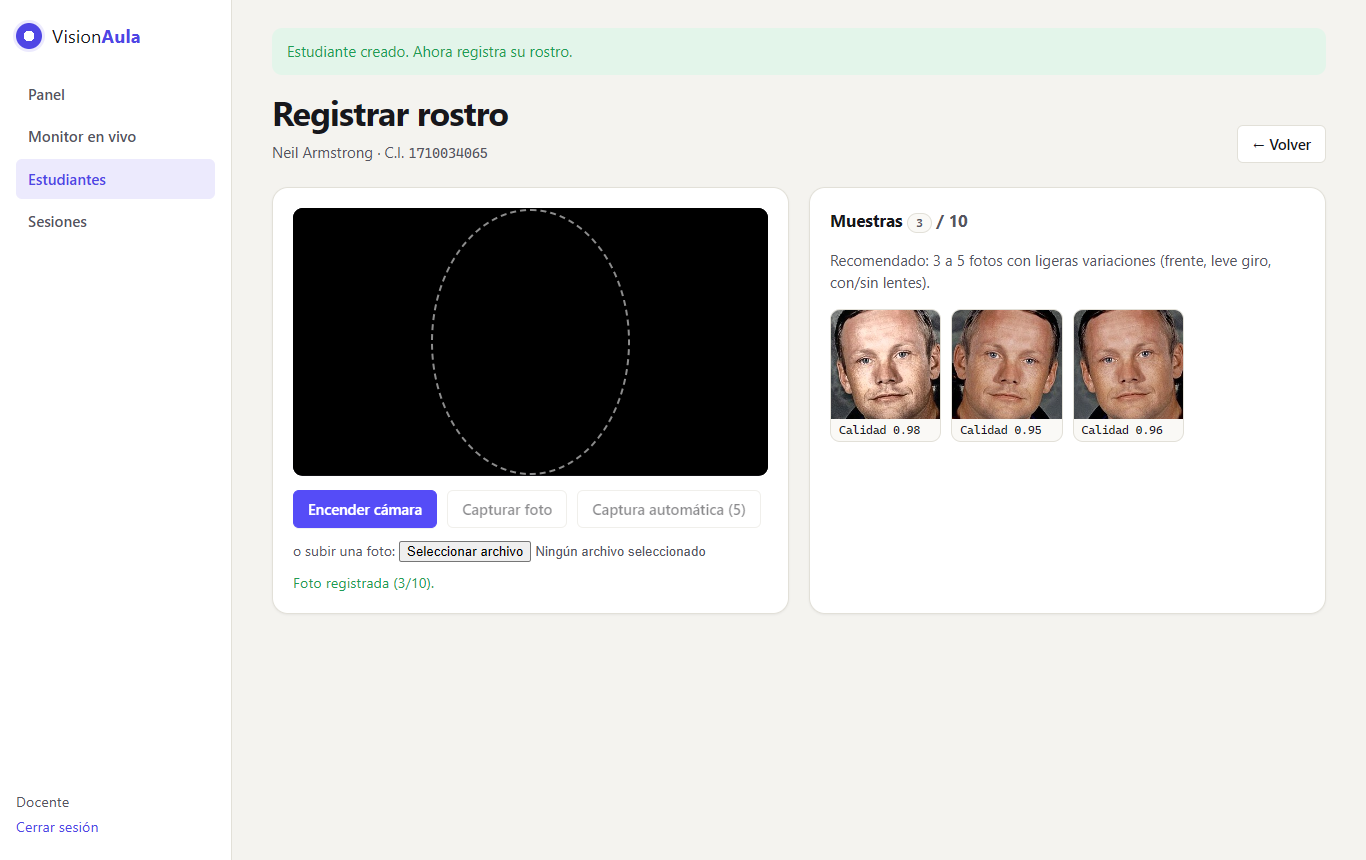 VisionAula
Panel
Monitor en vivo
Estudiantes
Sesiones
Docente
Cerrar sesión
Estudiante creado. Ahora registra su rostro.
Registrar rostro
Neil Armstrong · C.I. 1710034065
← Volver
Encender cámara
Capturar foto
Captura automática (5)
o subir una foto: Seleccionar archivo Ningún archivo seleccionado
Foto registrada (3/10).
Muestras 3 / 10
Recomendado: 3 a 5 fotos con ligeras variaciones (frente, leve giro,
con/sin lentes).
Calidad 0.98
Calidad 0.95
Calidad 0.96